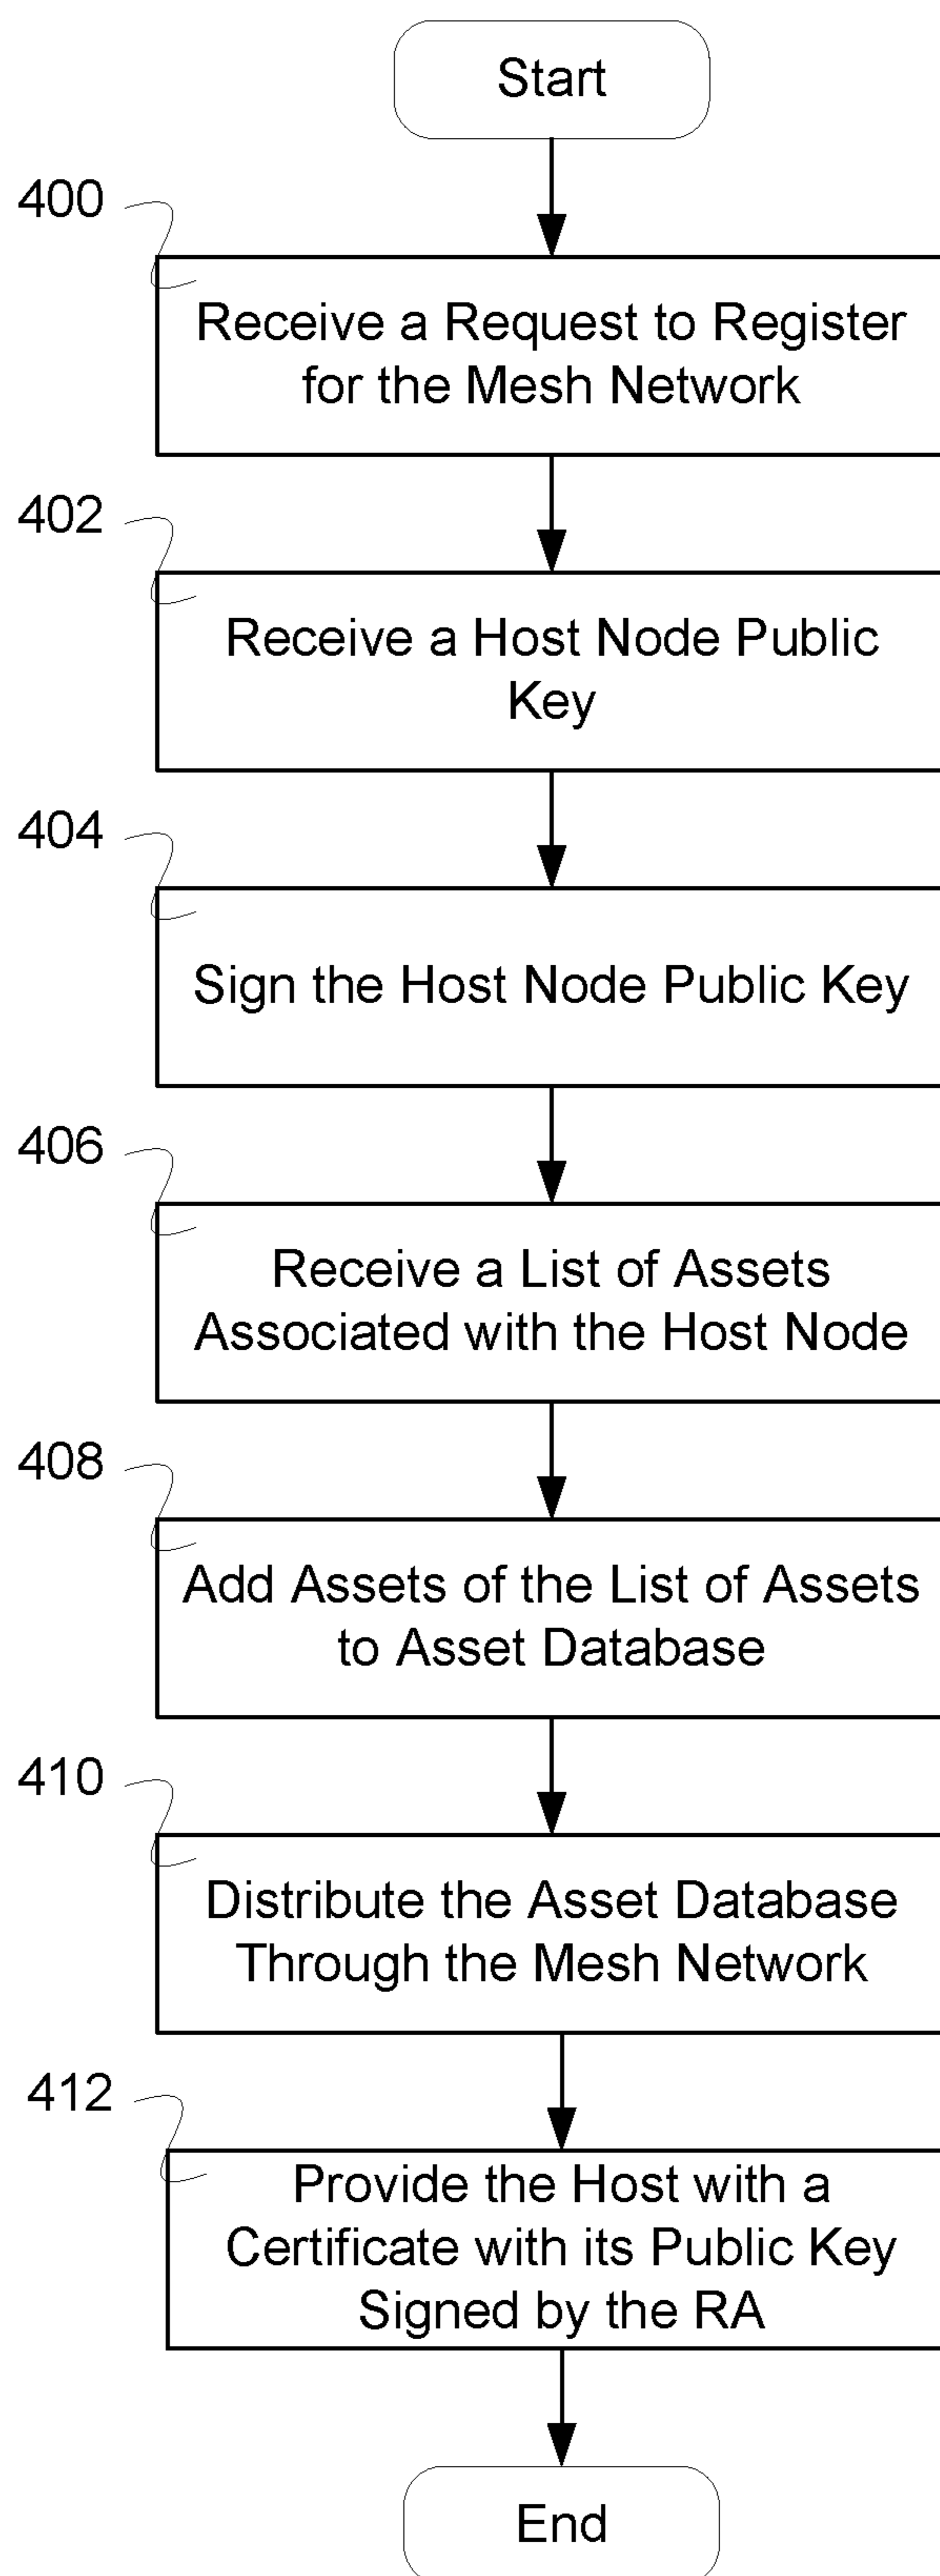 Start
400
Receive a Request to Register
for the Mesh Network
402
Receive a Host Node Public
Key
404
Sign the Host Node Public Key
406
Receive a List of Assets
Associated with the Host Node
408
Add Assets of the List of Assets
to Asset Database
410
Distribute the Asset Database
Through the Mesh Network
412
Provide the Host with a
Certificate with its Public Key
Signed by the RA
End